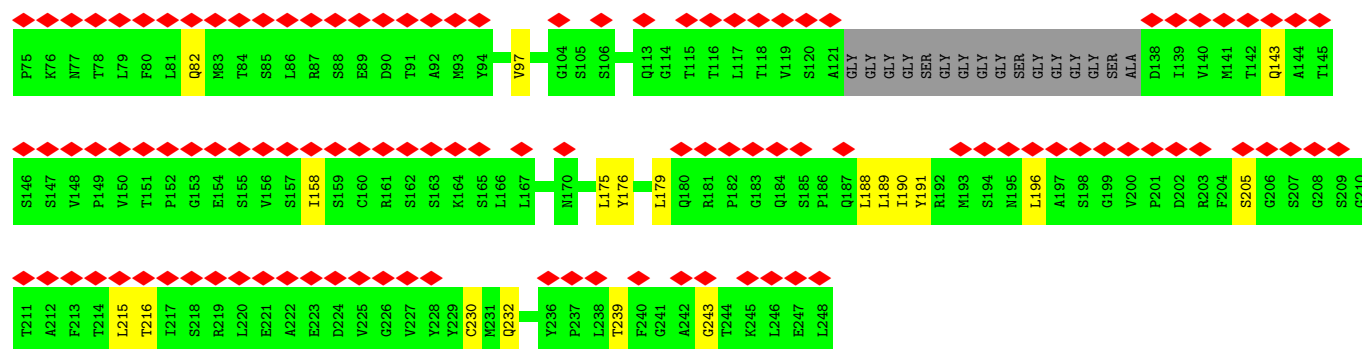 P75 K76 N77 T78 L79 F80 L81 Q82 M83 T84 S85 L86 R87 S88 E89 D90 T91 A92 M93 Y94 V97 G104 S105 S106 Q113 G114 T115 T116 L117 T118 V119 S120 A121 GLY GLY GLY GLY SER GLY GLY GLY GLY SER GLY GLY GLY GLY SER ALA D138 I139 V140 M141 T142 Q143 A144 T145
S146 S147 V148 P149 V150 T151 P152 G153 E154 S155 V156 S157 I158 S159 C160 R161 S162 S163 K164 S165 L166 L167 N170 L175 Y176 L179 Q180 R181 P182 G183 Q184 S185 P186 Q187 L188 L189 I190 Y191 R192 M193 S194 N195 L196 A197 S198 G199 V200 P201 D202 R203 F204 S205 G206 S207 G208 S209 G210
T211 A212 F213 T214 L215 T216 I217 S218 R219 L220 E221 A222 E223 D224 V225 G226 V227 Y228 Y229 C230 M231 Q232 Y236 P237 L238 T239 F240 G241 A242 G243 T244 K245 L246 E247 L248